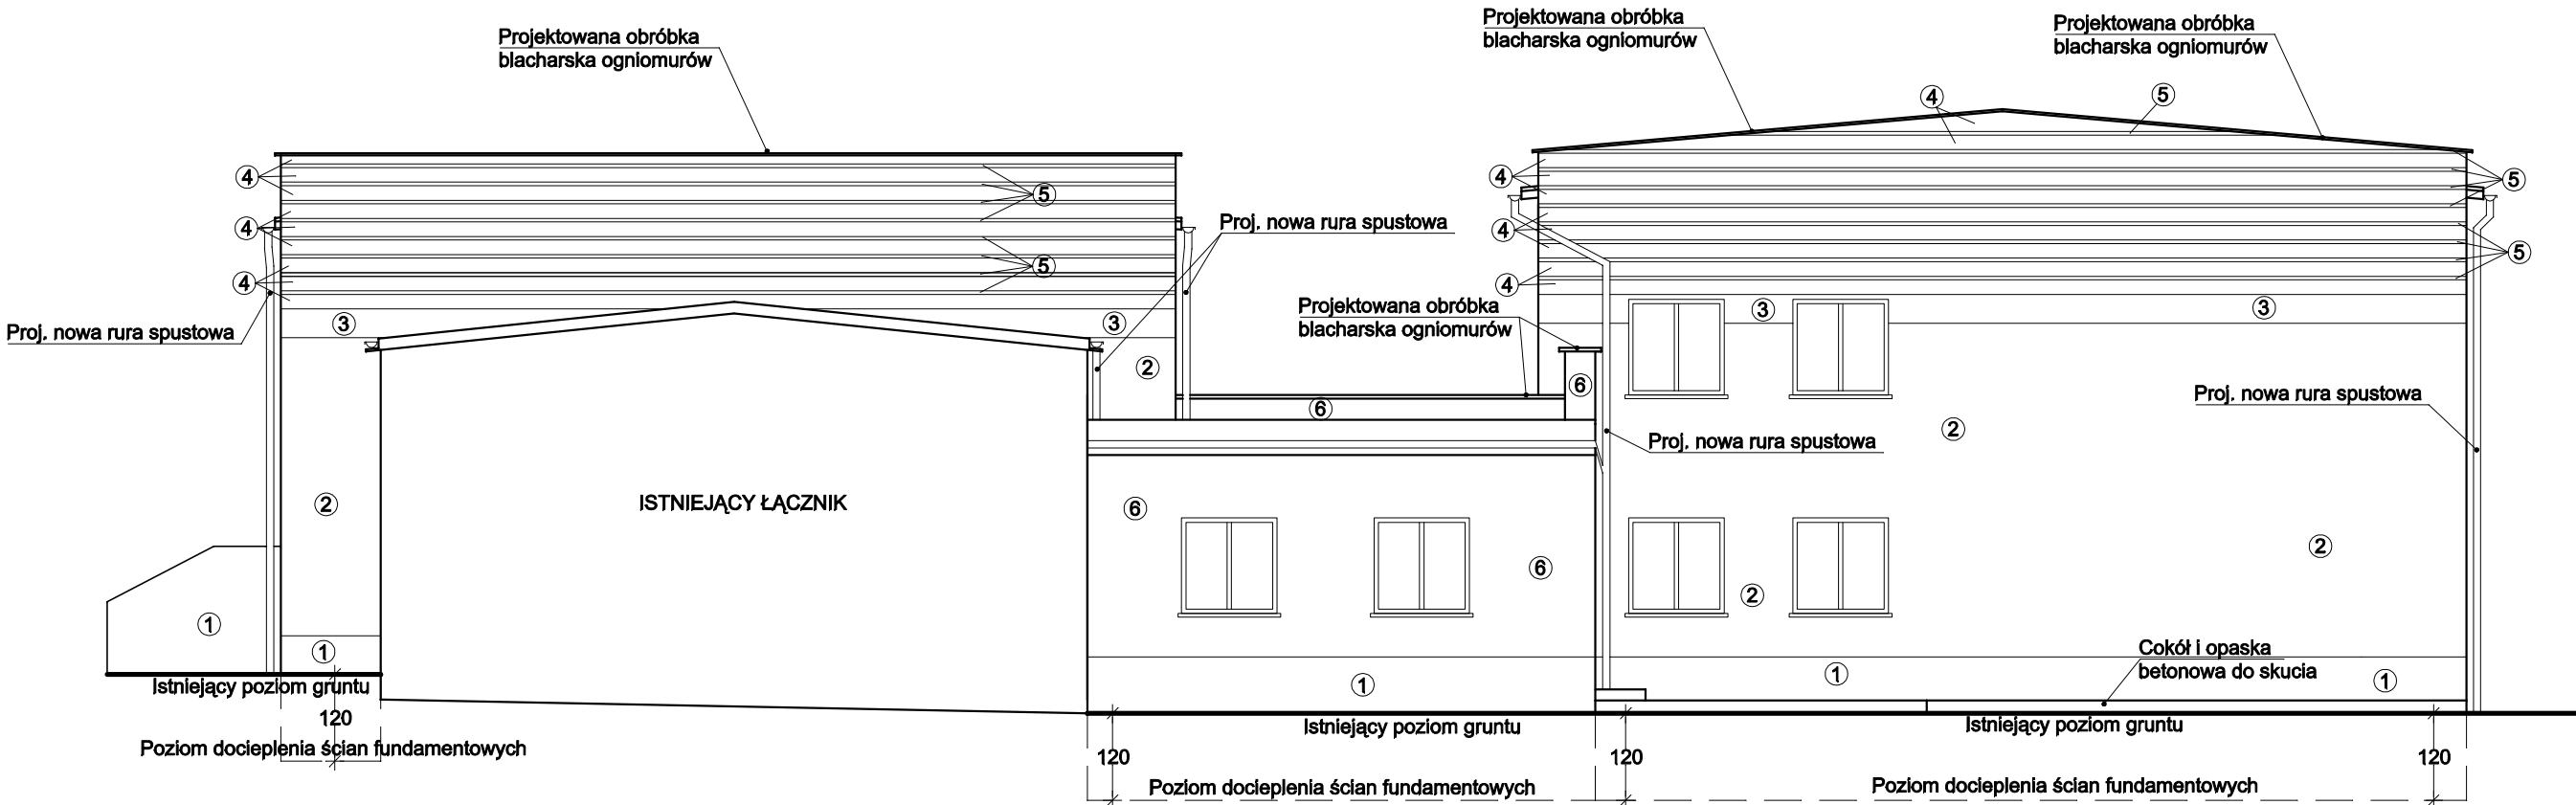 Projektowana obróbka
blacharska ogniomurów
Projektowana obróbka
blacharska ogniomurów
Projektowana obróbka
blacharska ogniomurów
4
5
4
5
4
5
4
5
Proj. nowa rura spustowa
4
4
5
5
4
4
Projektowana obróbka
blacharska ogniomurów
3
3
3
3
Proj. nowa rura spustowa
2
6
6
Proj. nowa rura spustowa
2
Proj. nowa rura spustowa
ISTNIEJĄCY ŁĄCZNIK
2
6
2
6
2
1
1
Cokół i opaska
betonowa do skucia
1
1
1
Istniejący poziom gruntu
120
Istniejący poziom gruntu
Istniejący poziom gruntu
Poziom docieplenia ścian fundamentowych
120
120
120
Poziom docieplenia ścian fundamentowych
Poziom docieplenia ścian fundamentowych